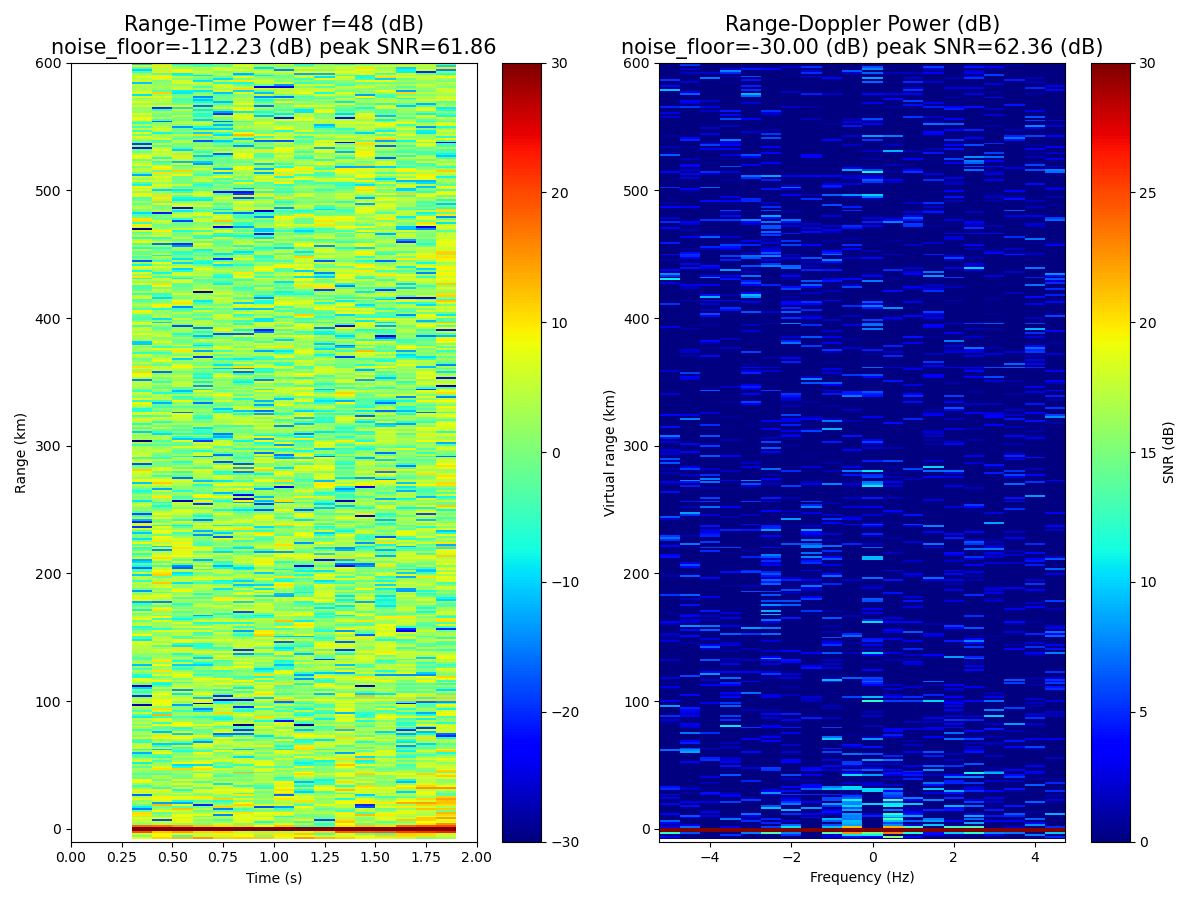 Range-Time Power f=48 (dB)
noise_floor=-112.23 (dB) peak SNR=61.86
Range-Doppler Power (dB)
noise_floor=-30.00 (dB) peak SNR=62.36 (dB)
600
500
400
300
200
100
0
Range (km)
0.00 0.25 0.50 0.75 1.00 1.25 1.50 1.75 2.00
Time (s)
30
20
10
0
−10
−20
−30
600
500
400
300
200
100
0
Virtual range (km)
−4 −2 0 2 4
Frequency (Hz)
30
25
20
15
10
5
0
SNR (dB)